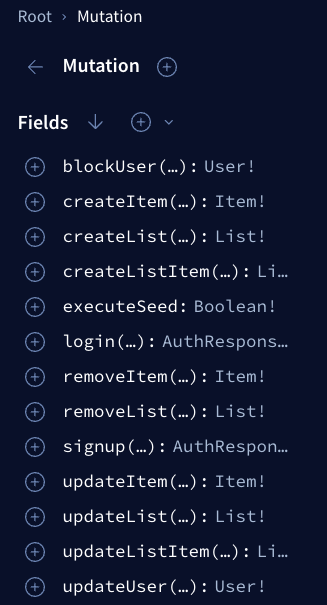 Root › Mutation
Mutation
Fields
blockUser(…): User!
createItem(…): Item!
createList(…): List!
createListItem(…): Li…
executeSeed: Boolean!
login(…): AuthRespons…
removeItem(…): Item!
removeList(…): List!
signup(…): AuthRespon…
updateItem(…): Item!
updateList(…): List!
updateListItem(…): Li…
updateUser(…): User!